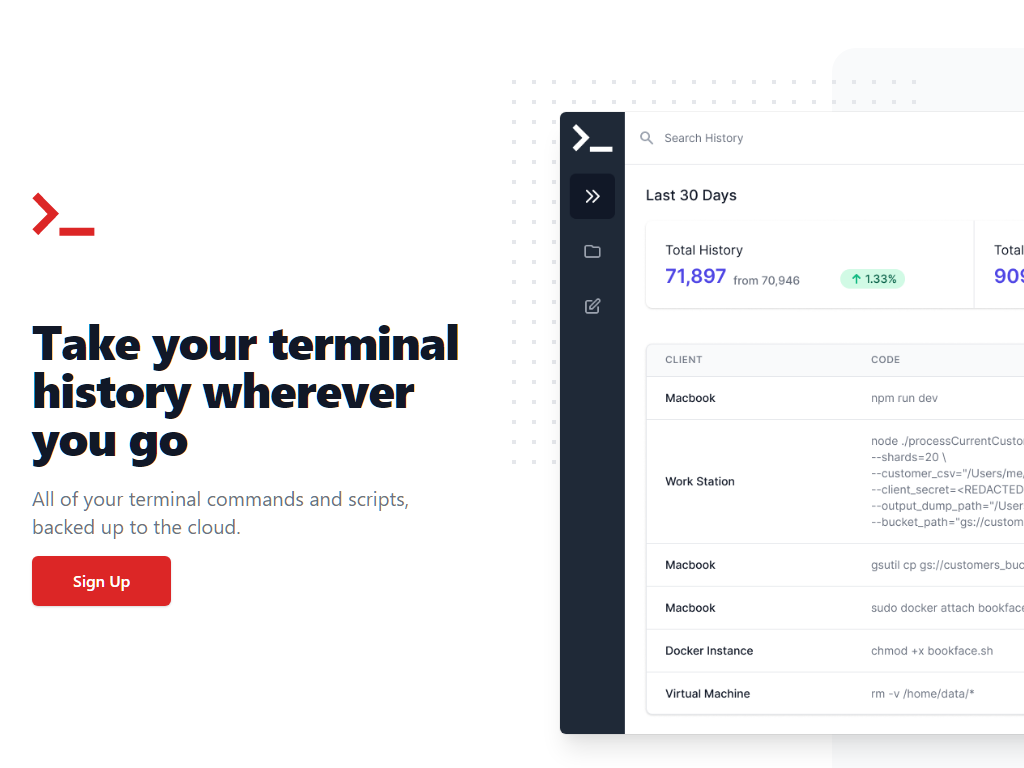 Take your terminal
history wherever
you go
All of your terminal commands and scripts,
backed up to the cloud.
Sign Up
Search History
Last 30 Days
Total History
71,897 from 70,946 1.33%
Total
909
CLIENT CODE
Macbook npm run dev
node ./processCurrentCusto
--shards=20 \
--customer_csv="/Users/me,
Work Station
--client_secret=<REDACTED
--output_dump_path="/User
--bucket_path="gs://custom
Macbook gsutil cp gs://customers_buc
Macbook sudo docker attach bookface
Docker Instance chmod +x bookface.sh
Virtual Machine rm -v /home/data/*